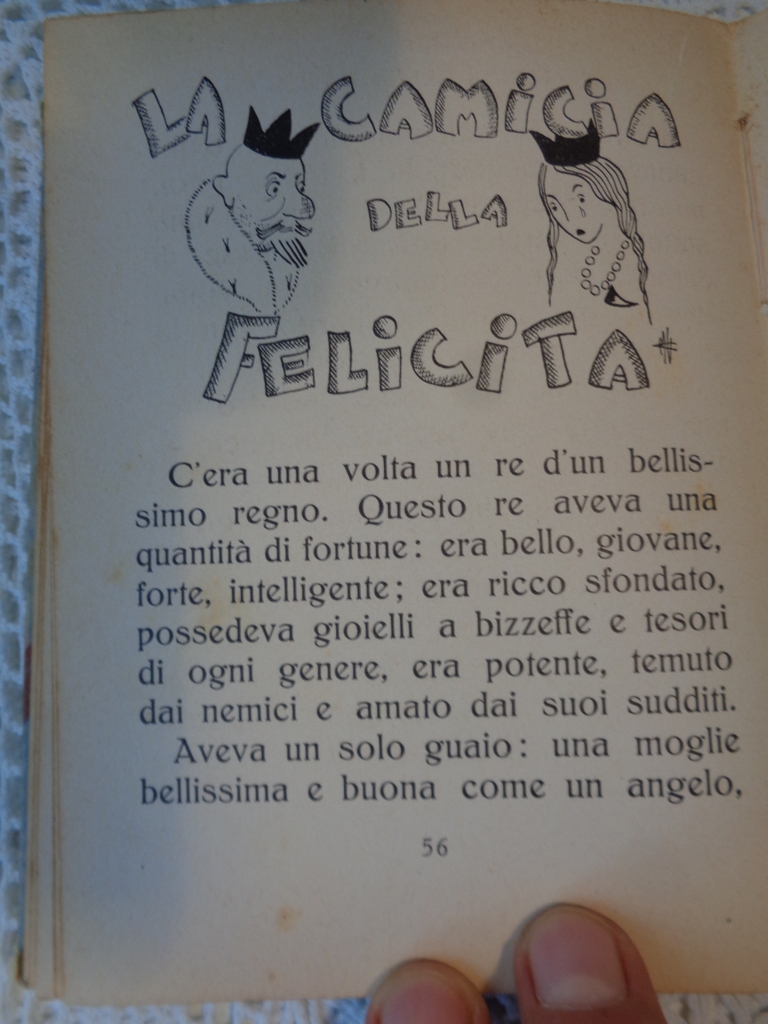 LA CAMICIA
DELLA
FELICITA
C'era una volta un re d'un bellis-
simo regno. Questo re aveva una
quantità di fortune: era bello, giovane,
forte, intelligente; era ricco sfondato,
possedeva gioielli a bizzeffe e tesori
di ogni genere, era potente, temuto
dai nemici e amato dai suoi sudditi.
Aveva un solo guaio: una moglie
bellissima e buona come un angelo,
56